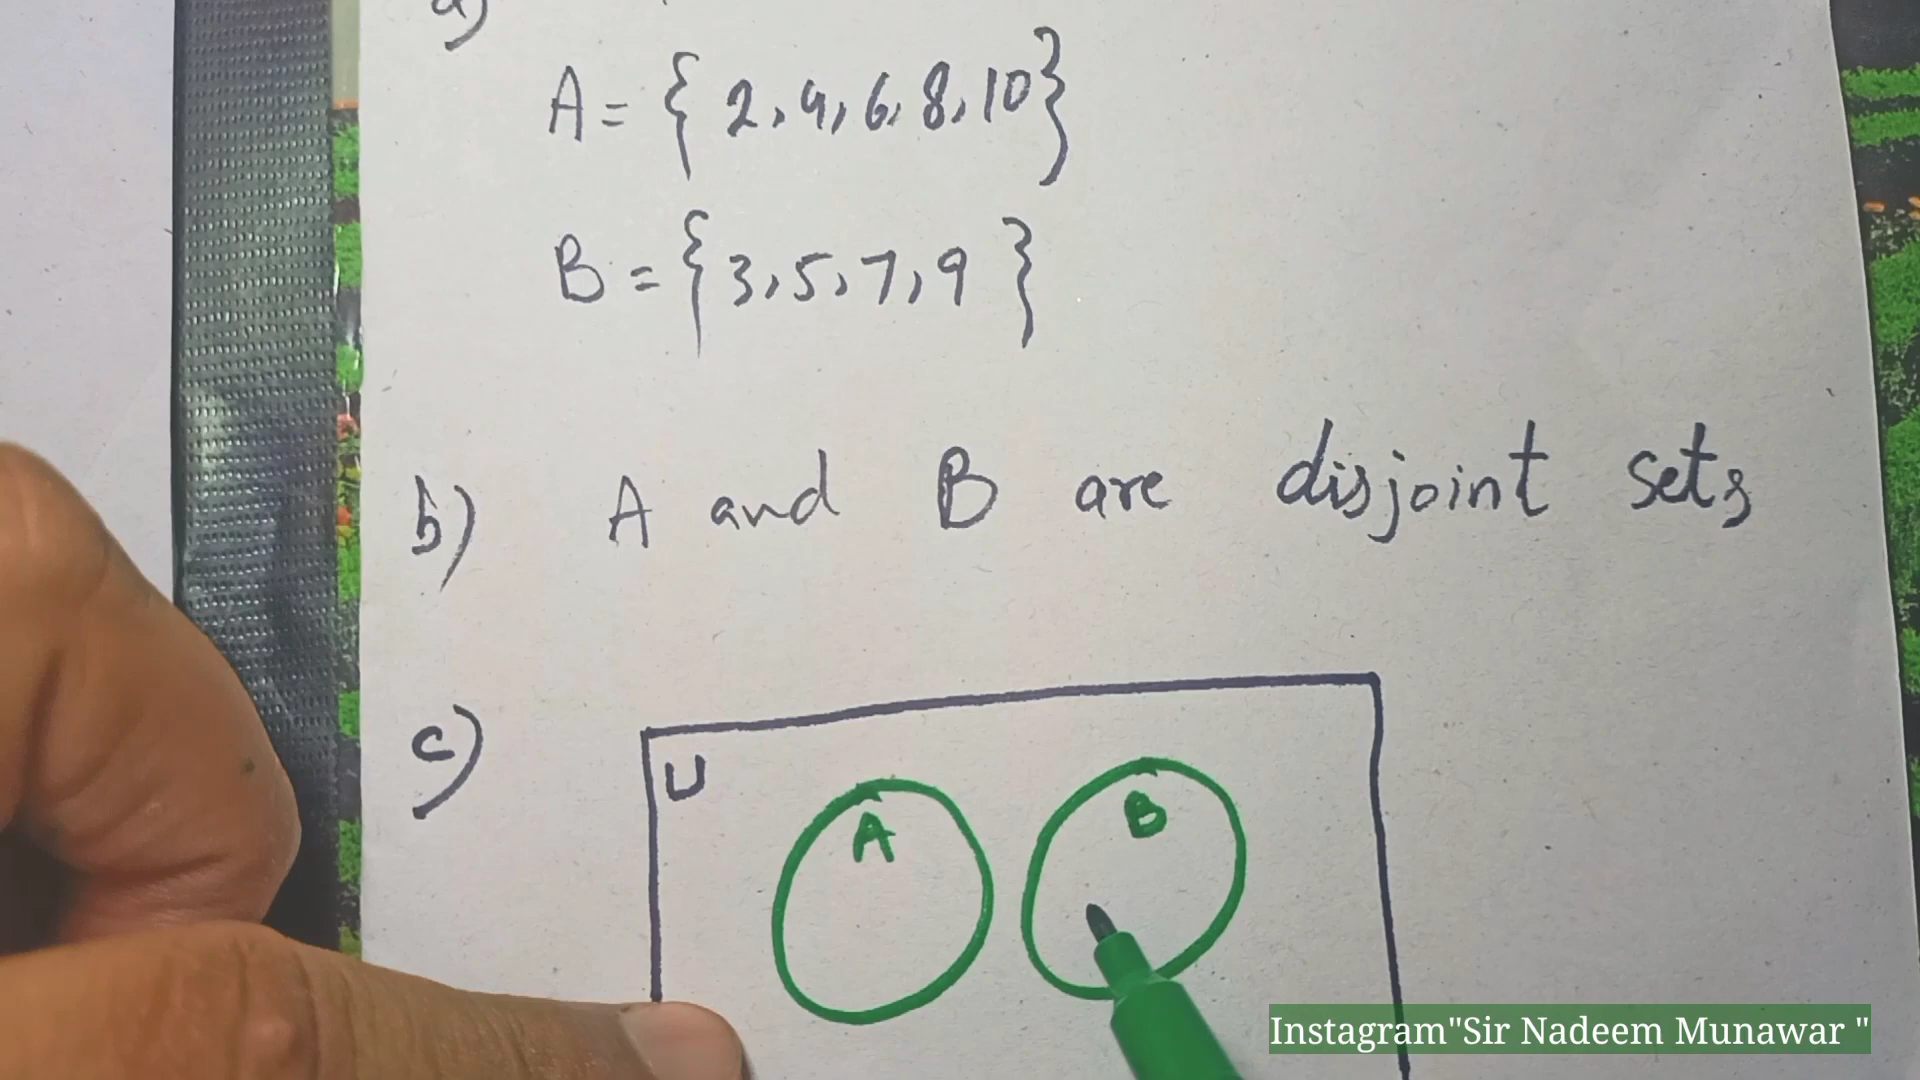 a)
A = { 2, 4, 6, 8, 10}
B = {3, 5, 7, 9 }
b) A and B are disjoint sets
c)
U
A B
Instagram"Sir Nadeem Munawar "